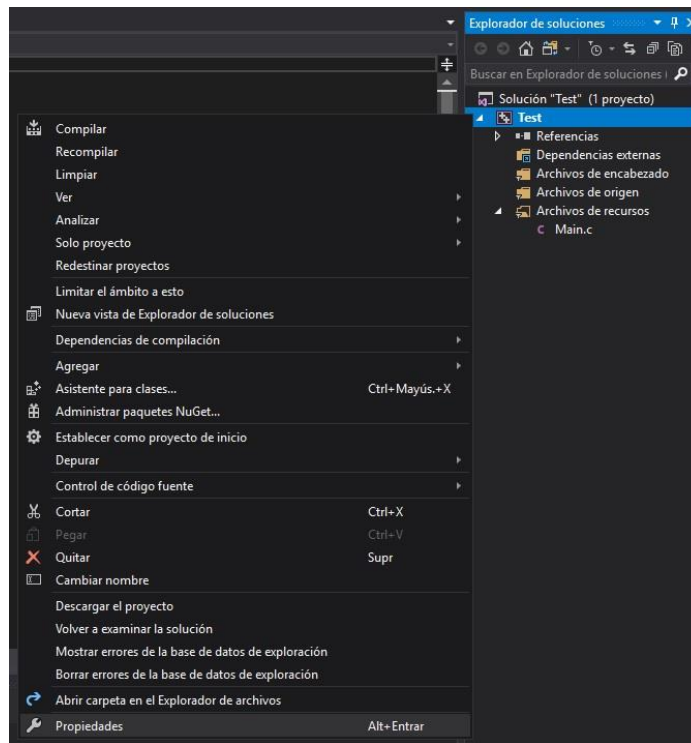 Explorador de soluciones
Buscar en Explorador de soluciones
Solución "Test" (1 proyecto)
Test
Referencias
Dependencias externas
Archivos de encabezado
Archivos de origen
Archivos de recursos
Main.c
Compilar
Recompilar
Limpiar
Ver
Analizar
Solo proyecto
Redestinar proyectos
Limitar el ámbito a esto
Nueva vista de Explorador de soluciones
Dependencias de compilación
Agregar
Asistente para clases... Ctrl+Mayús.+X
Administrar paquetes NuGet...
Establecer como proyecto de inicio
Depurar
Control de código fuente
Cortar Ctrl+X
Pegar Ctrl+V
Quitar Supr
Cambiar nombre
Descargar el proyecto
Volver a examinar la solución
Mostrar errores de la base de datos de exploración
Borrar errores de la base de datos de exploración
Abrir carpeta en el Explorador de archivos
Propiedades Alt+Entrar